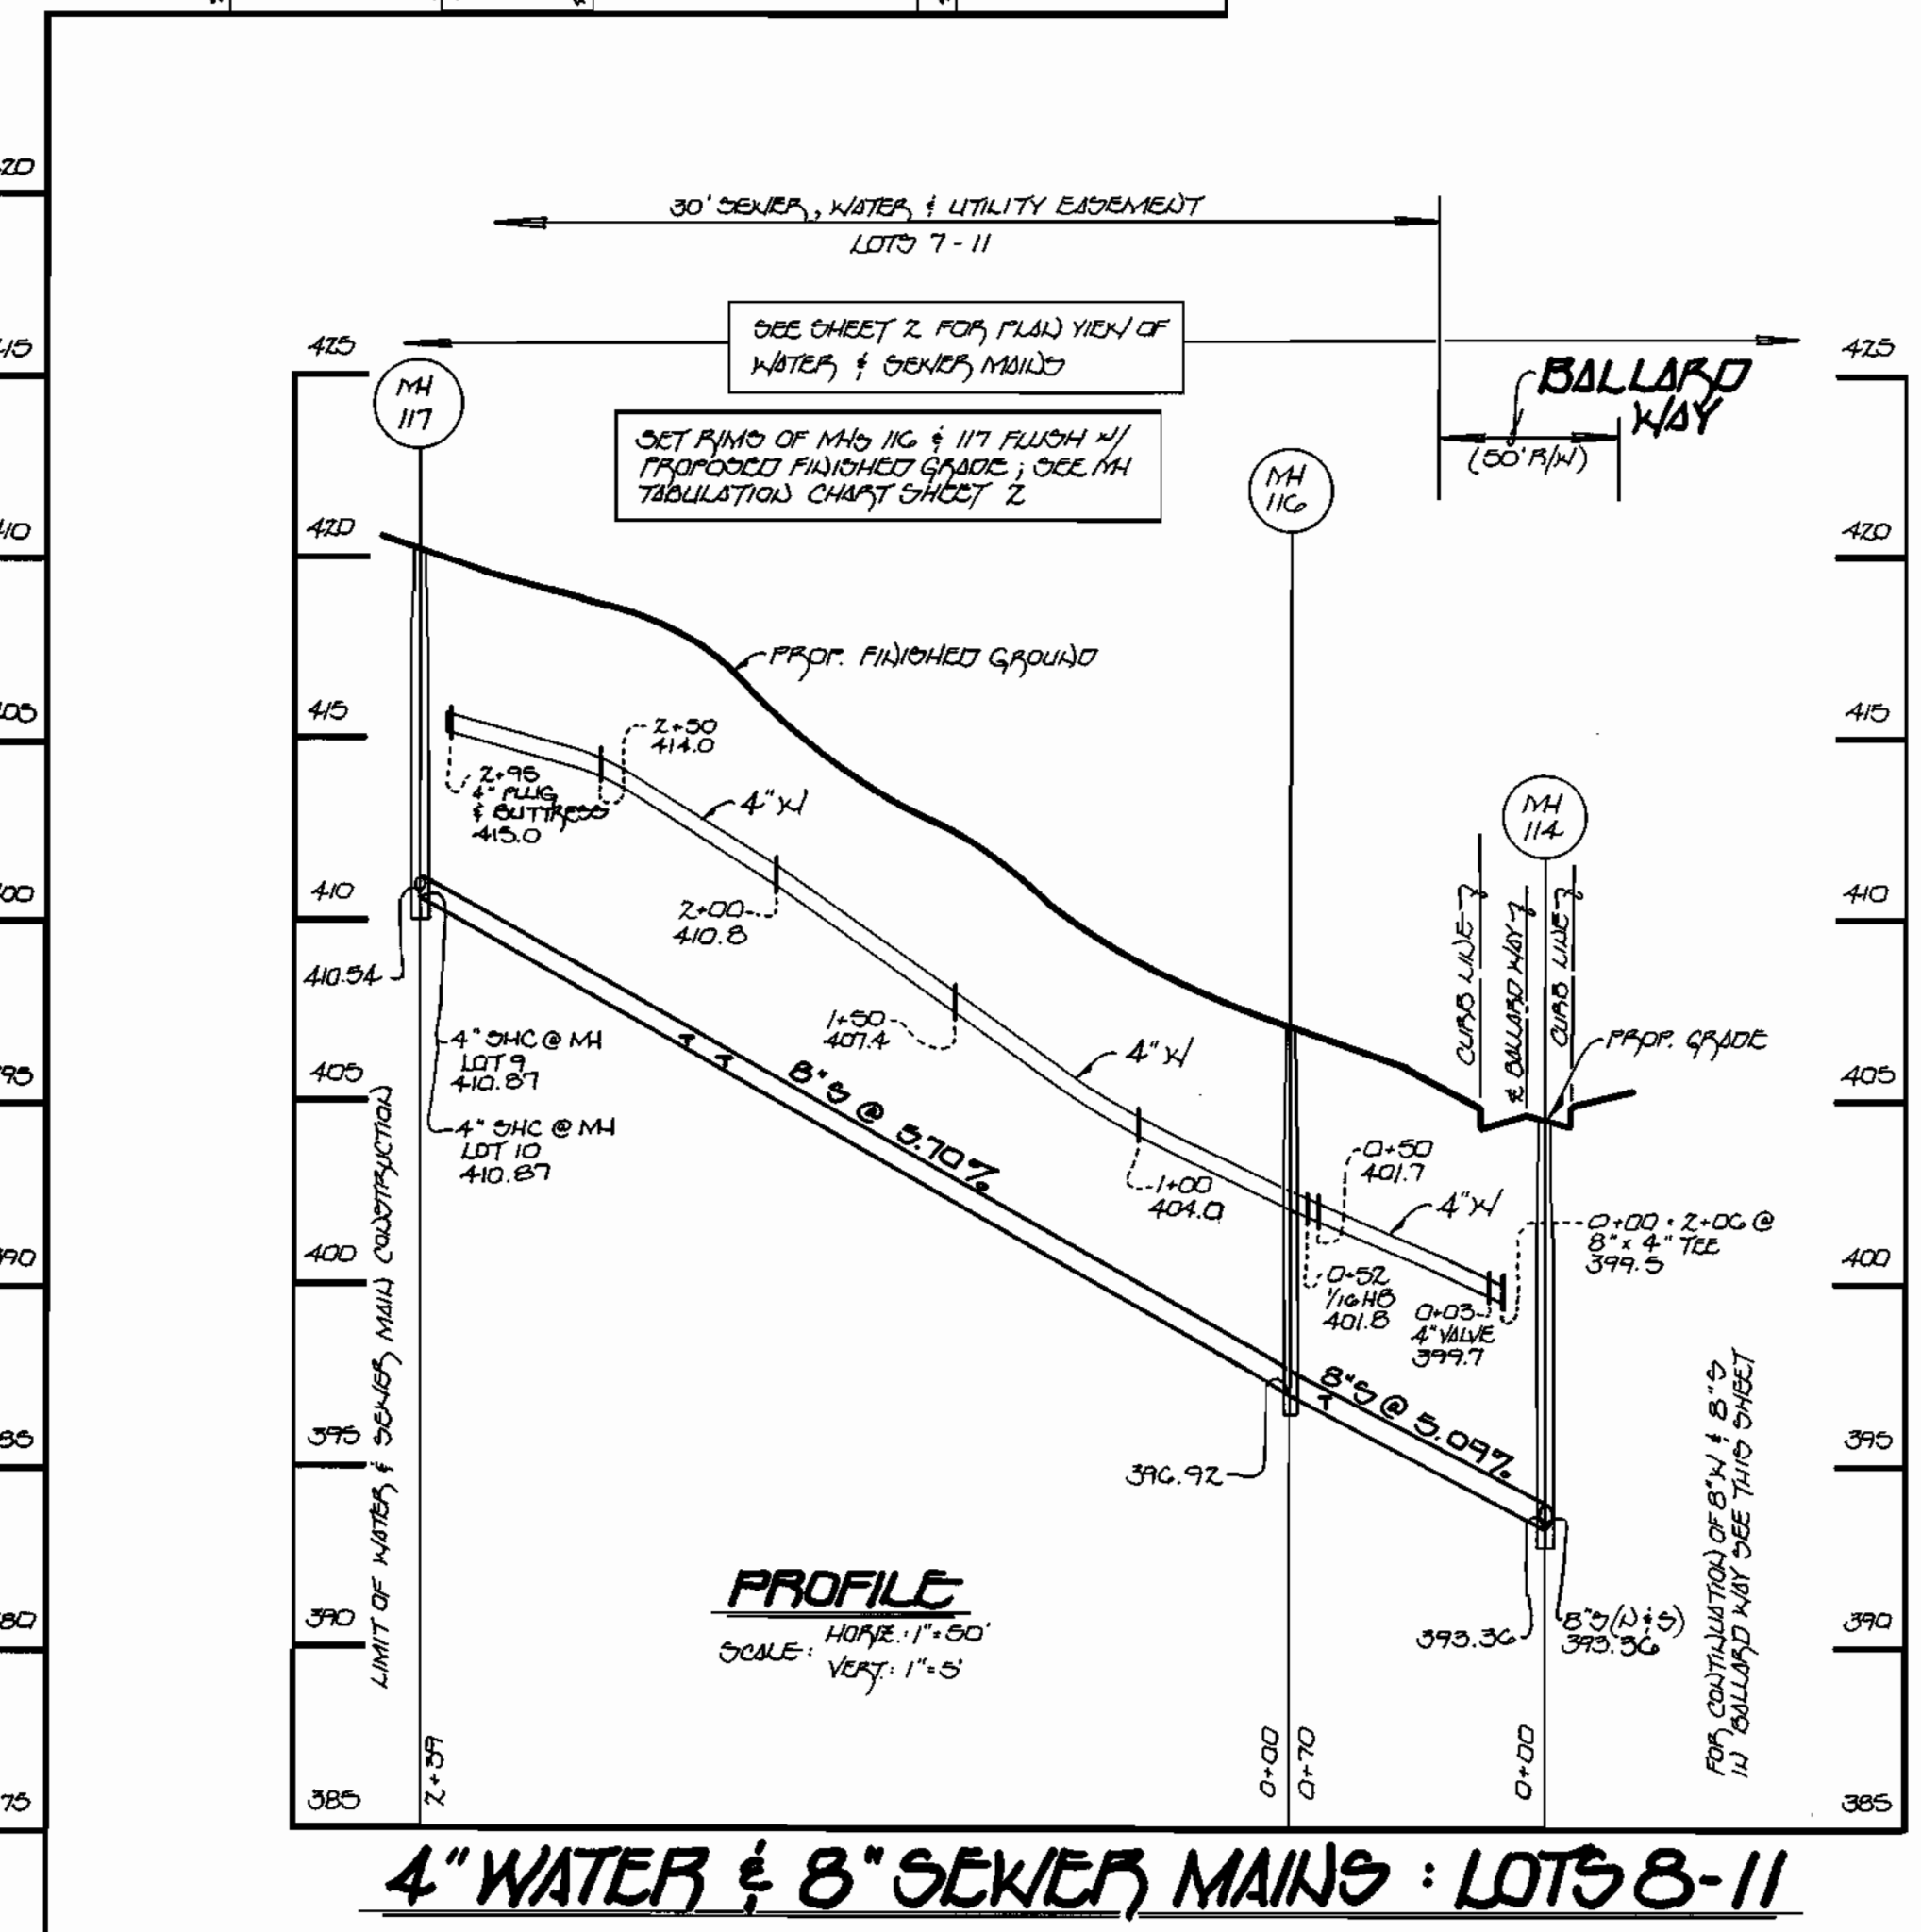 30' SEWER, WATER & UTILITY EASEMENT
LOTS 7-11
SEE SHEET 2 FOR PLAN VIEW OF
WATER & SEWER MAINS
SET RIMS OF MHS 116 & 117 FLUSH W/
PROPOSED FINISHED GRADE; SEE MH
TABULATION CHART SHEET 2
BALLARD
WAY
(50' R/W)
MH
117
MH
116
MH
114
425
420
415
410
405
400
395
390
385
425
420
415
410
405
400
395
390
385
PROP. FINISHED GROUND
2+50
414.0
2+95
4" PLUG
& BUTTRESS
415.0
4" W
2+00
410.8
1+50
407.4
4" W
1+00
404.0
0+50
401.7
4" W
0+52
1/16 HB
401.8
0+03
4" VALVE
399.7
0+00 = 2+06 @
8" x 4" TEE
399.5
CURB LINE
℄ BALLARD WAY
CURB LINE
PROP. GRADE
410.54
4" SHC @ MH
LOT 9
410.87
4" SHC @ MH
LOT 10
410.87
8"S @ 5.70%
8"S @ 5.09%
396.92
393.36
8"S (N & S)
393.36
LIMIT OF WATER & SEWER MAIN CONSTRUCTION
FOR CONTINUATION OF 8"W & 8"S
IN BALLARD WAY SEE THIS SHEET
PROFILE
SCALE: HORIZ.: 1"=50'
VERT.: 1"=5'
2+39
0+00
0+70
0+00
4" WATER & 8" SEWER MAINS : LOTS 8-11